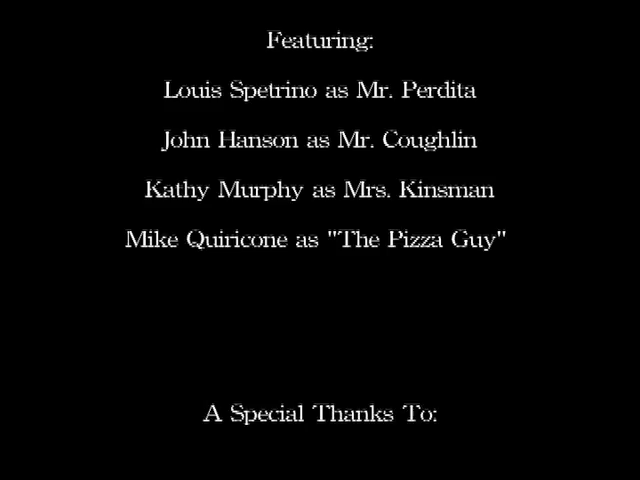 Featuring:
Louis Spetrino as Mr. Perdita
John Hanson as Mr. Coughlin
Kathy Murphy as Mrs. Kinsman
Mike Quiricone as "The Pizza Guy"
A Special Thanks To: